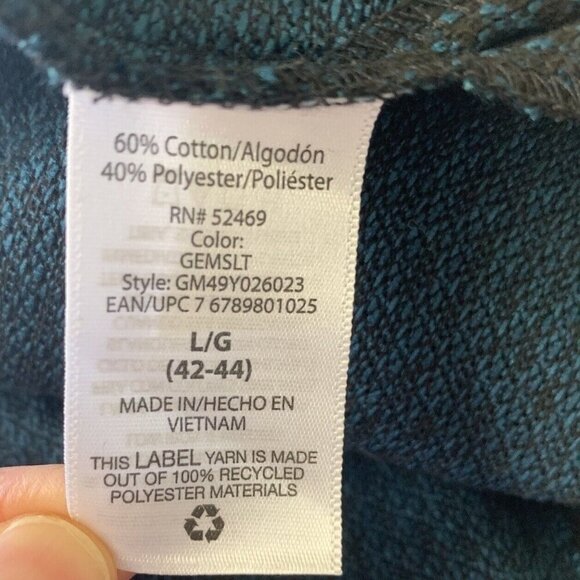 60% Cotton/Algodón
40% Polyester/Poliéster
RN# 52469
Color:
GEMSLT
Style: GM49Y026023
EAN/UPC 7 6789801025
L/G
(42-44)
MADE IN/HECHO EN
VIETNAM
THIS LABEL YARN IS MADE
OUT OF 100% RECYCLED
POLYESTER MATERIALS